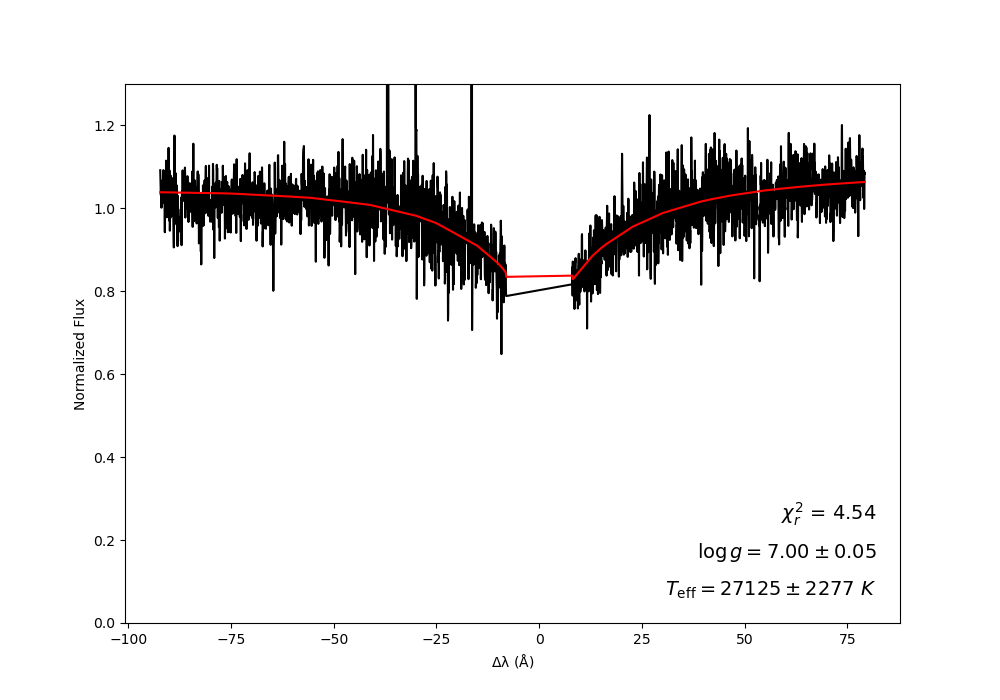 1.2
1.0
0.8
0.6
0.4
0.2
0.0
Normalized Flux
χ²ᵣ = 4.54
log g = 7.00 ± 0.05
T_eff = 27125 ± 2277 K
−100 −75 −50 −25 0 25 50 75
Δλ (Å)